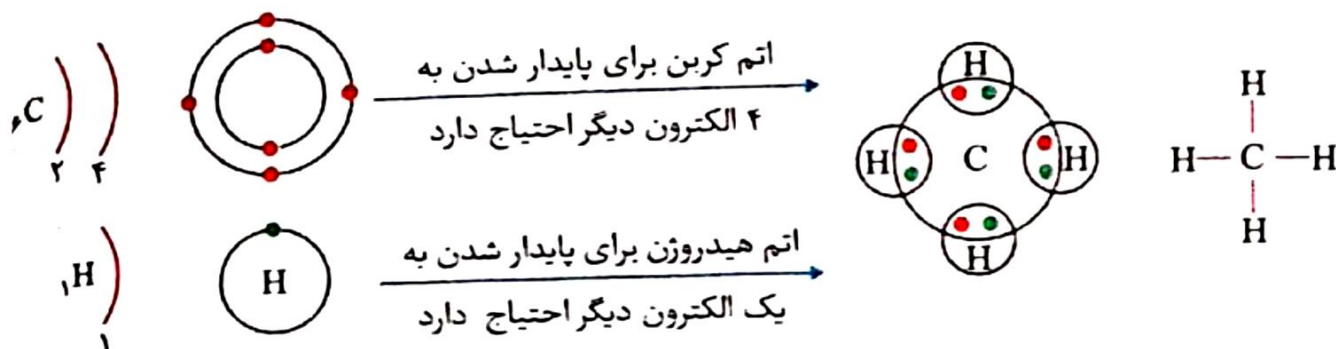 ۶C
۲ ۴
اتم کربن برای پایدار شدن به
۴ الکترون دیگر احتیاج دارد
H
H C H
H
H
H—C—H
H
۱H
۱
H
اتم هیدروژن برای پایدار شدن به
یک الکترون دیگر احتیاج دارد